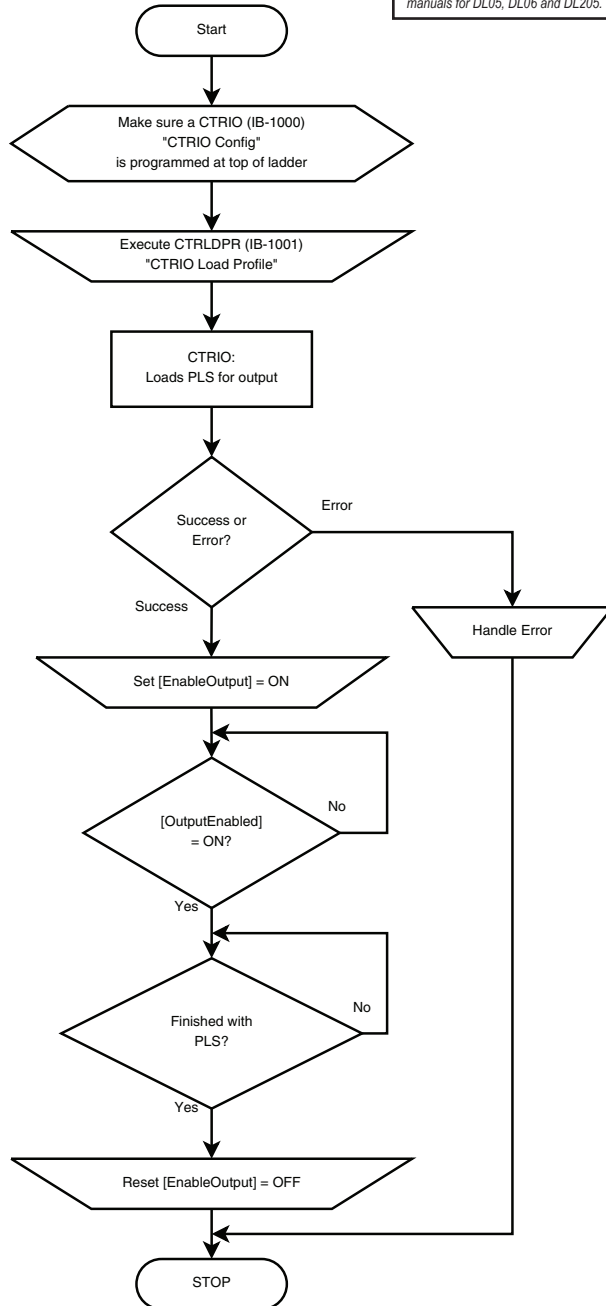 manuals for DL05, DL06 and DL205.
Start
Make sure a CTRIO (IB-1000)
"CTRIO Config"
is programmed at top of ladder
Execute CTRLDPR (IB-1001)
"CTRIO Load Profile"
CTRIO:
Loads PLS for output
Success or
Error?
Error
Success
Handle Error
Set [EnableOutput] = ON
[OutputEnabled]
= ON?
No
Yes
Finished with
PLS?
No
Yes
Reset [EnableOutput] = OFF
STOP